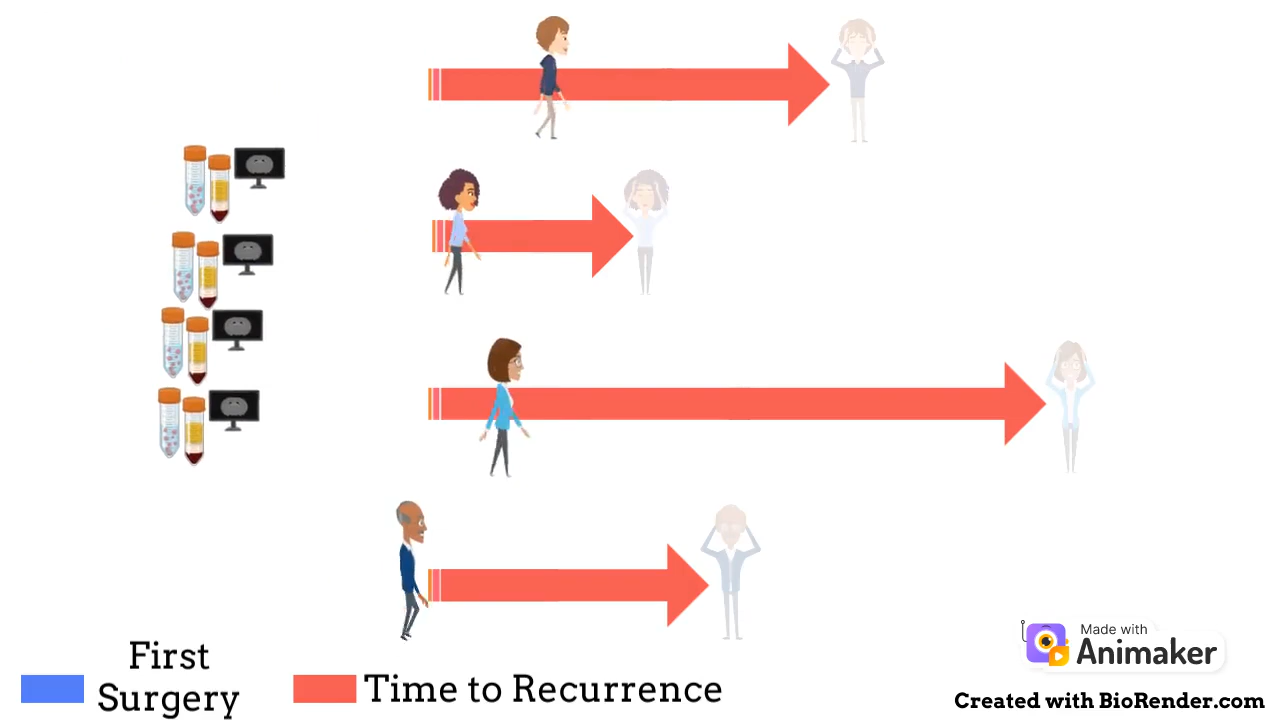 First
Surgery
Time to Recurrence
Made with
Animaker
Created with BioRender.com